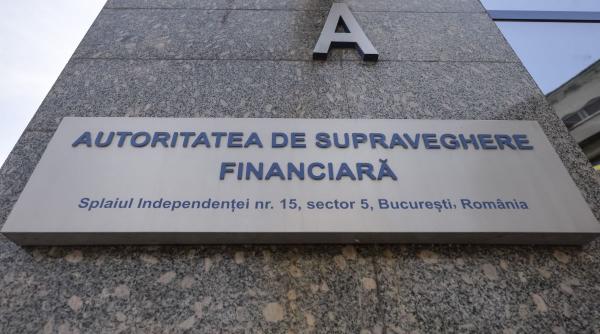 A
AUTORITATEA DE SUPRAVEGHERE
FINANCIARĂ
Splaiul Independenței nr. 15, sector 5, București, România